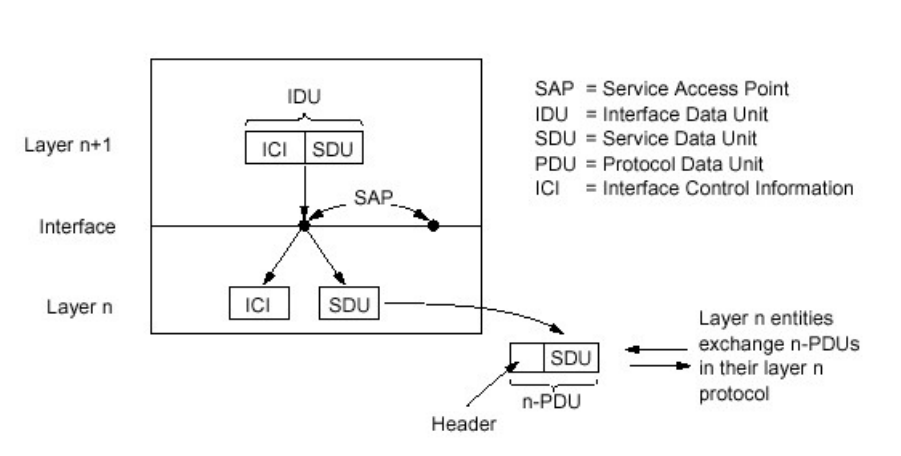 IDU
Layer n+1
ICI SDU
SAP
Interface
Layer n
ICI SDU
SAP = Service Access Point
IDU = Interface Data Unit
SDU = Service Data Unit
PDU = Protocol Data Unit
ICI = Interface Control Information
SDU
n-PDU
Header
Layer n entities
exchange n-PDUs
in their layer n
protocol